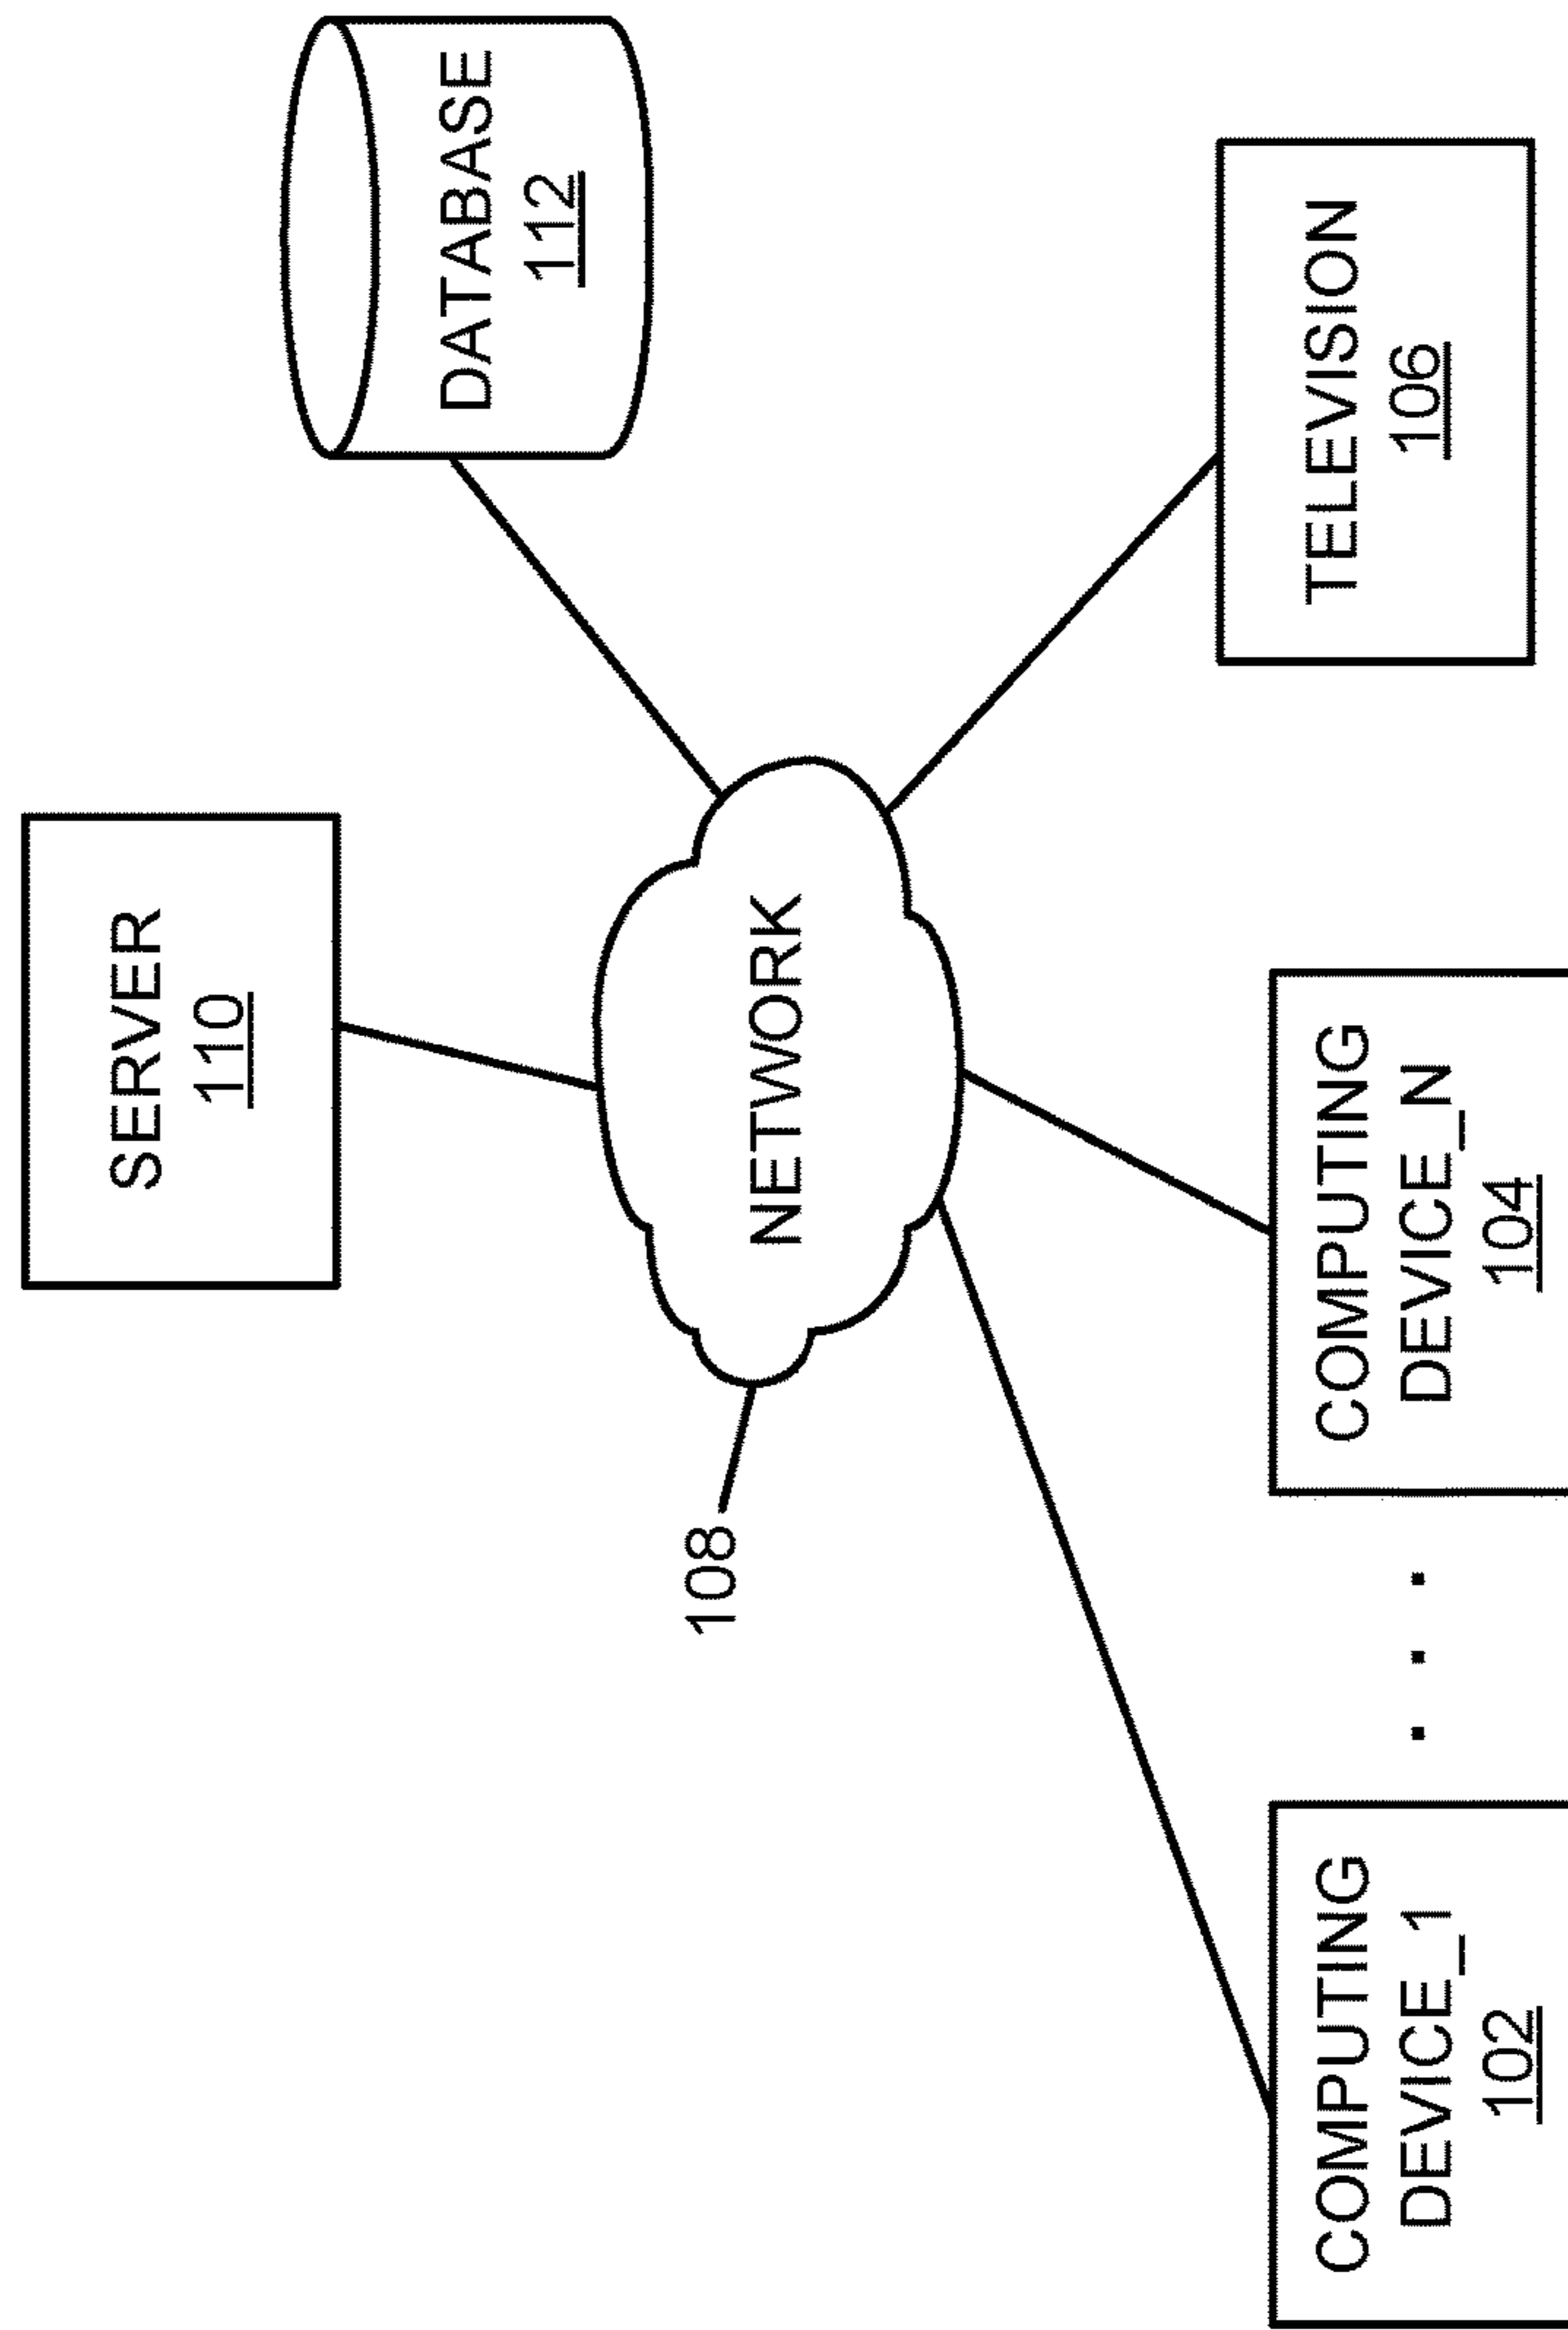 SERVER
110
DATABASE
112
NETWORK
108
COMPUTING
DEVICE_1
102
COMPUTING
DEVICE_N
104
TELEVISION
106